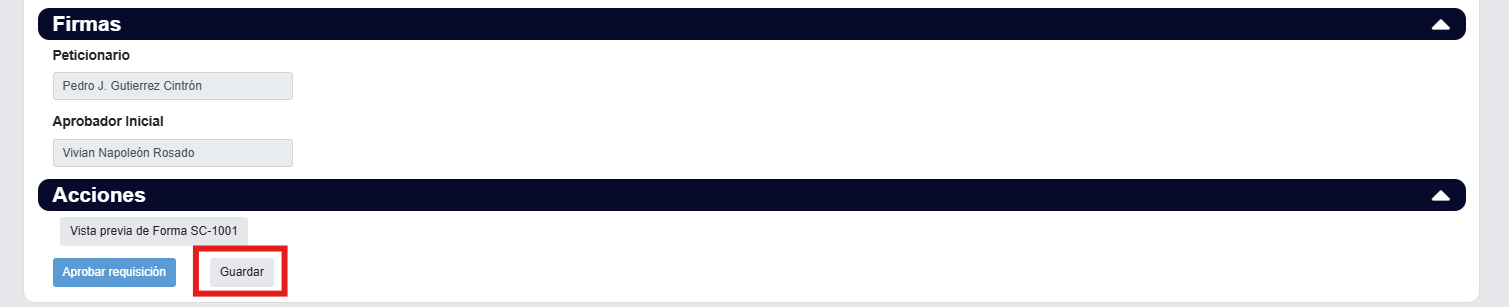 Firmas
Peticionario
Pedro J. Gutierrez Cintrón
Aprobador Inicial
Vivian Napoleón Rosado
Acciones
Vista previa de Forma SC-1001
Aprobar requisición Guardar